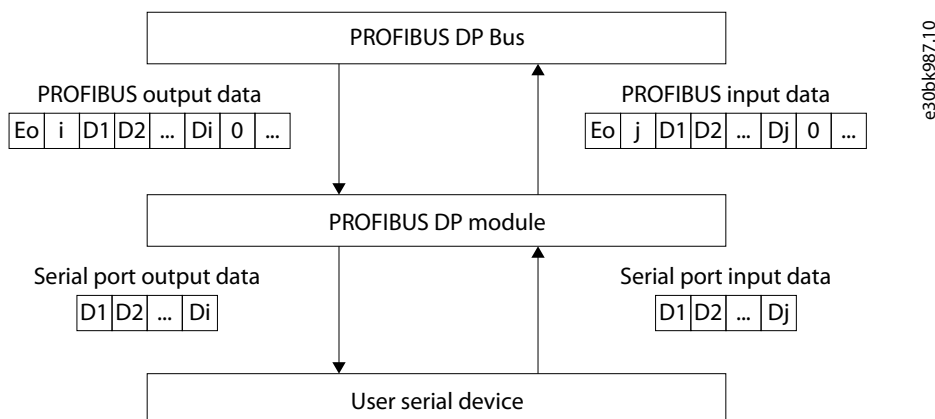 PROFIBUS DP Bus
e30bk987.10
PROFIBUS output data
Eo i D1 D2 ... Di 0 ...
PROFIBUS input data
Eo j D1 D2 ... Dj 0 ...
PROFIBUS DP module
Serial port output data
D1 D2 ... Di
Serial port input data
D1 D2 ... Dj
User serial device